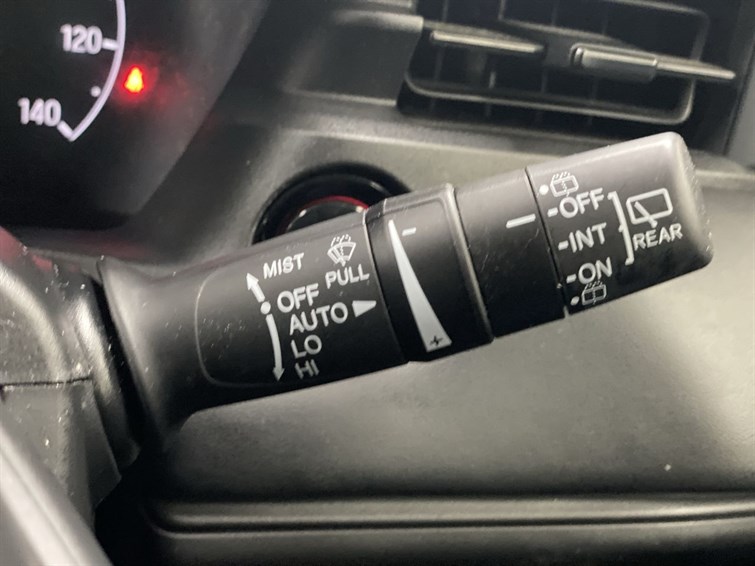 120
140
MIST
PULL
OFF
AUTO
LO
HI
-
+
OFF
INT
ON
REAR